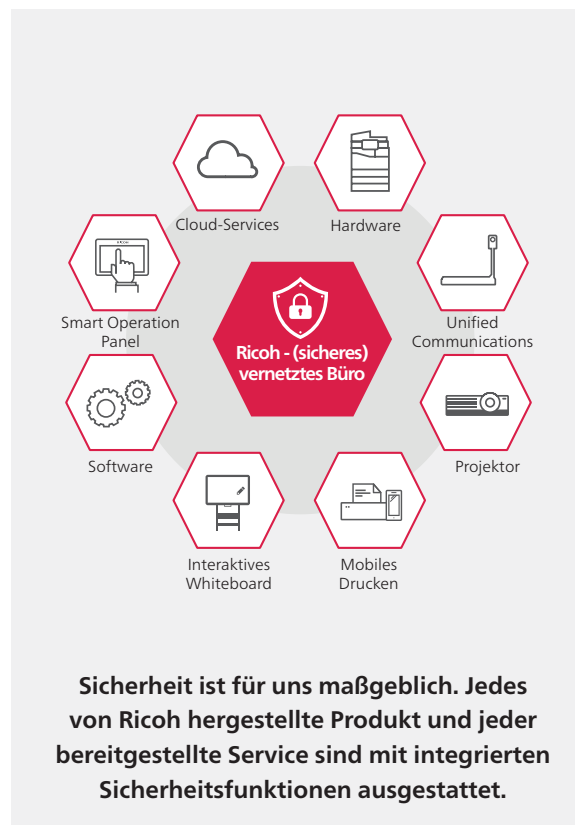 Cloud-Services
Hardware
Smart Operation
Panel
Unified
Communications
Ricoh - (sicheres)
vernetztes Büro
Software
Projektor
Interaktives
Whiteboard
Mobiles
Drucken
Sicherheit ist für uns maßgeblich. Jedes
von Ricoh hergestellte Produkt und jeder
bereitgestellte Service sind mit integrierten
Sicherheitsfunktionen ausgestattet.